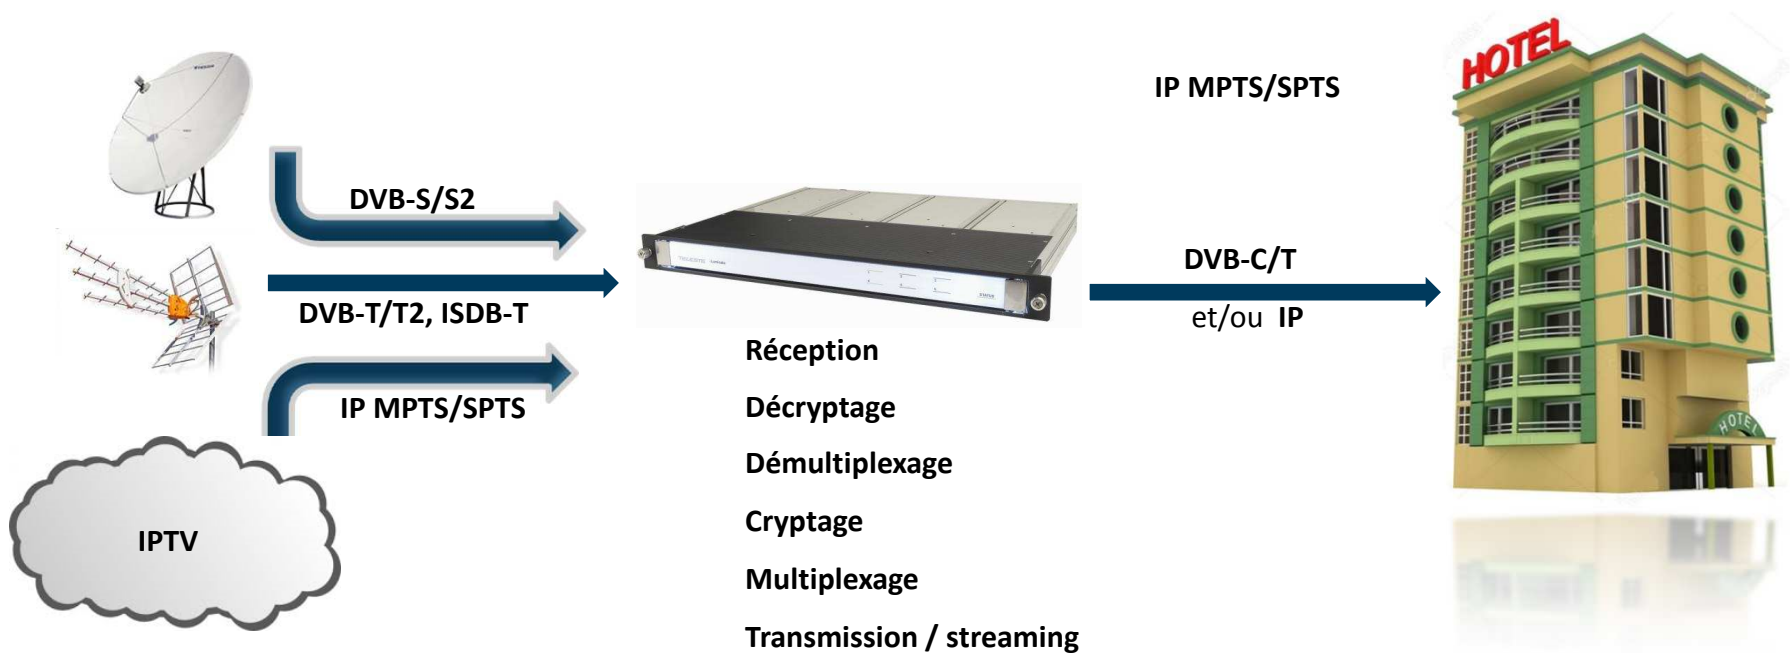 HOTEL
IP MPTS/SPTS
DVB-S/S2
DVB-C/T
et/ou IP
DVB-T/T2, ISDB-T
IP MPTS/SPTS
Réception
Décryptage
Démultiplexage
Cryptage
Multiplexage
Transmission / streaming
IPTV
HOTEL